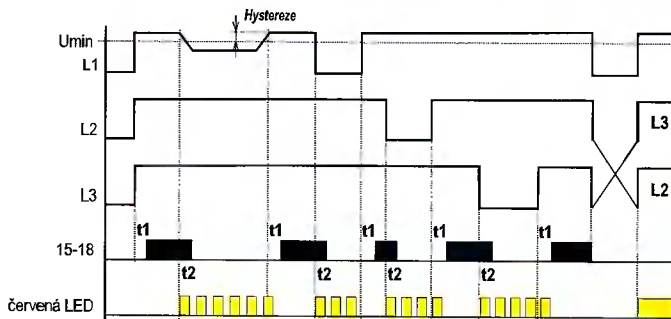 Hystereze
Umin
L1
L2
L3
L3
L2
t1 t1 t1 t1 t1
15-18
t2 t2 t2 t2
červená LED